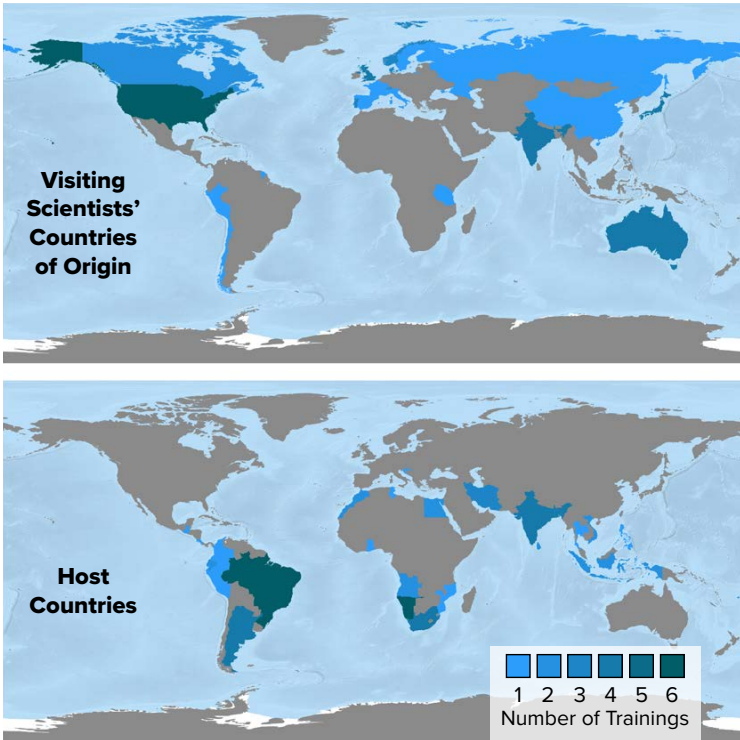 Visiting
Scientists’
Countries
of Origin
Host
Countries
1 2 3 4 5 6
Number of Trainings